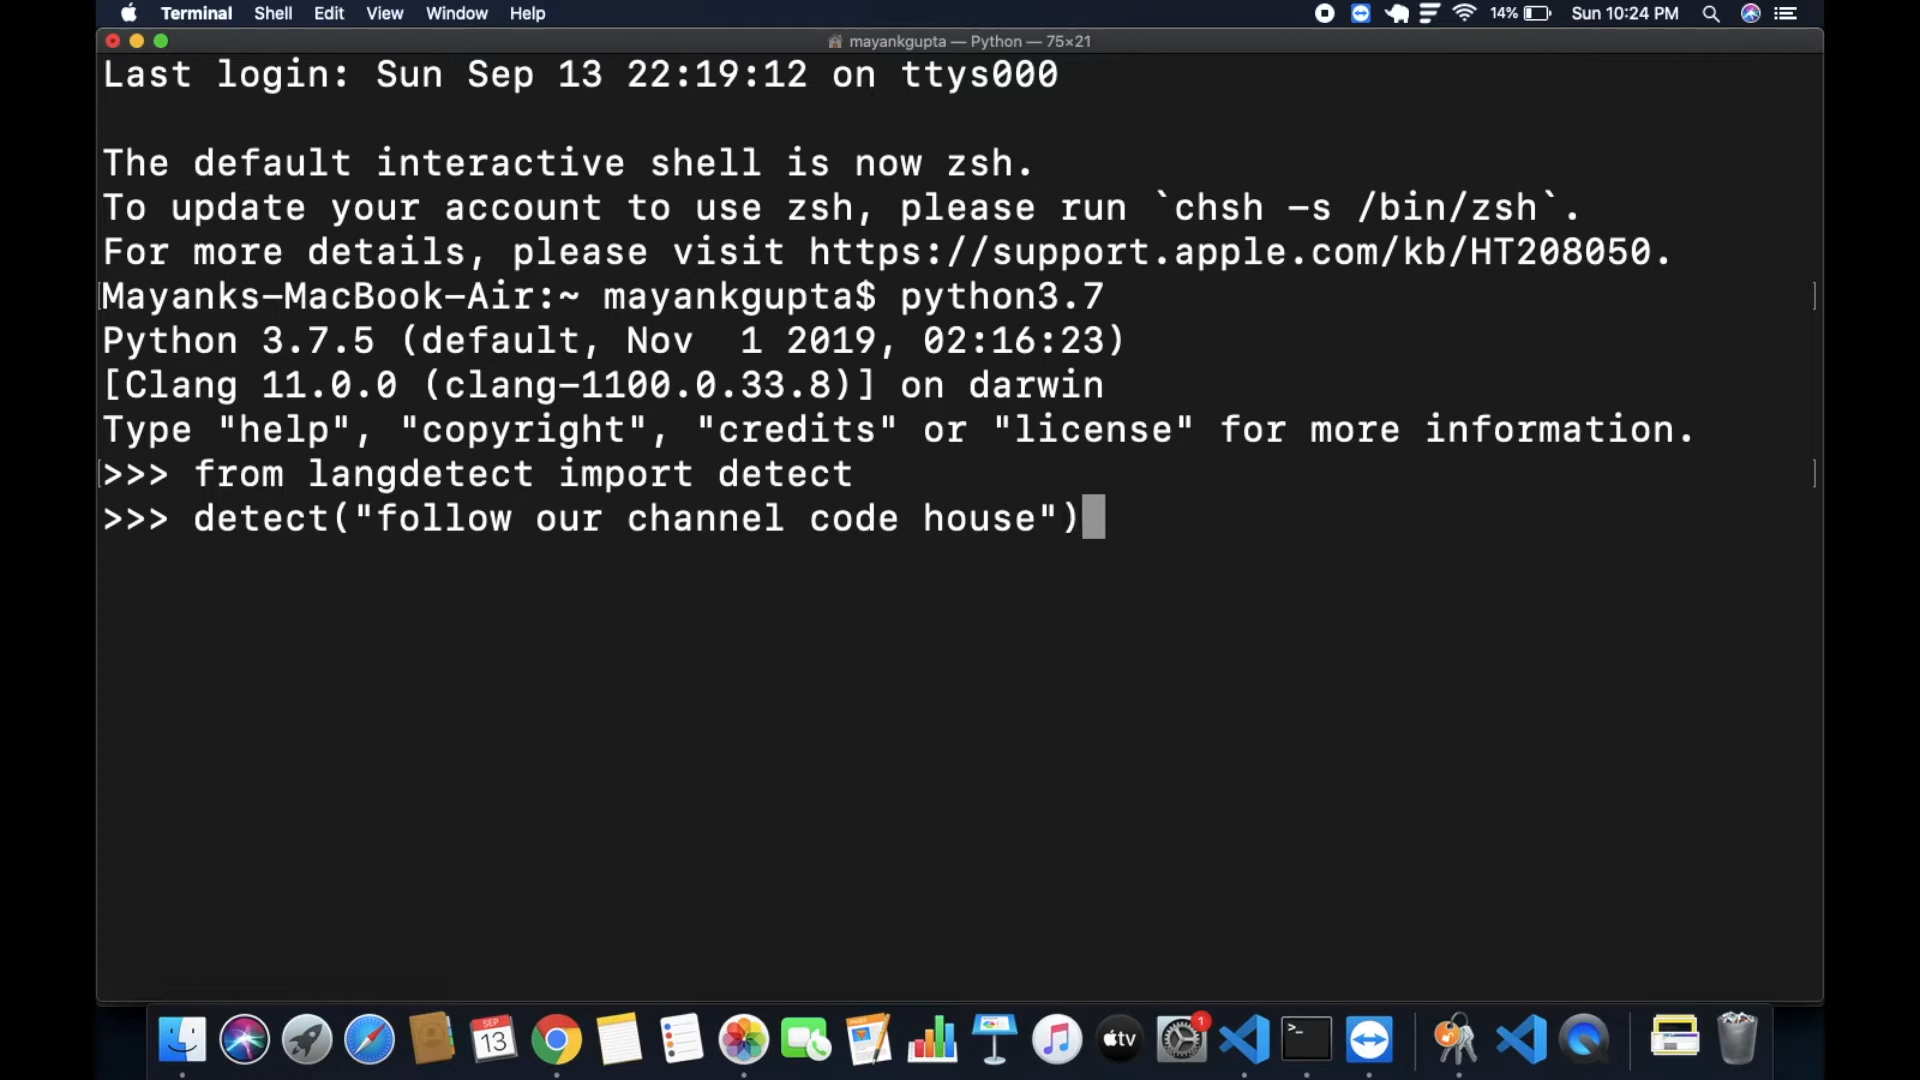 Terminal Shell Edit View Window Help 14% Sun 10:24 PM
mayankgupta — Python — 75×21
Last login: Sun Sep 13 22:19:12 on ttys000
The default interactive shell is now zsh.
To update your account to use zsh, please run `chsh -s /bin/zsh`.
For more details, please visit https://support.apple.com/kb/HT208050.
Mayanks-MacBook-Air:~ mayankgupta$ python3.7
Python 3.7.5 (default, Nov  1 2019, 02:16:23)
[Clang 11.0.0 (clang-1100.0.33.8)] on darwin
Type "help", "copyright", "credits" or "license" for more information.
>>> from langdetect import detect
>>> detect("follow our channel code house")
SEP
13
tv
1
>_